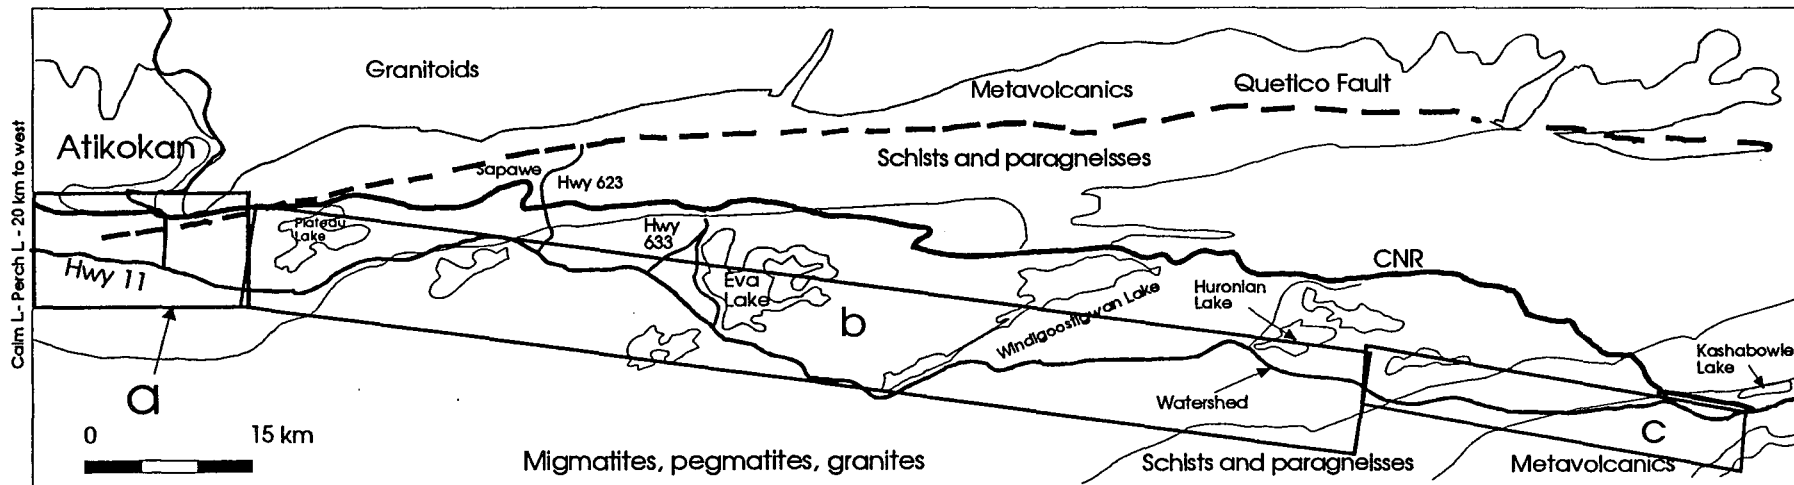 Granitoids
Metavolcanics
Quetico Fault
Atikokan
Schists and paragneisses
Sapawe
Hwy 623
Calm L- Perch L - 20 km to west
Plateau
Lake
Hwy
633
Hwy 11
Eva
Lake
CNR
Huronian
Lake
Windigoostigwan Lake
b
Kashabowie
Lake
a
Watershed
c
0 15 km
Migmatites, pegmatites, granites
Schists and paragneisses
Metavolcanics